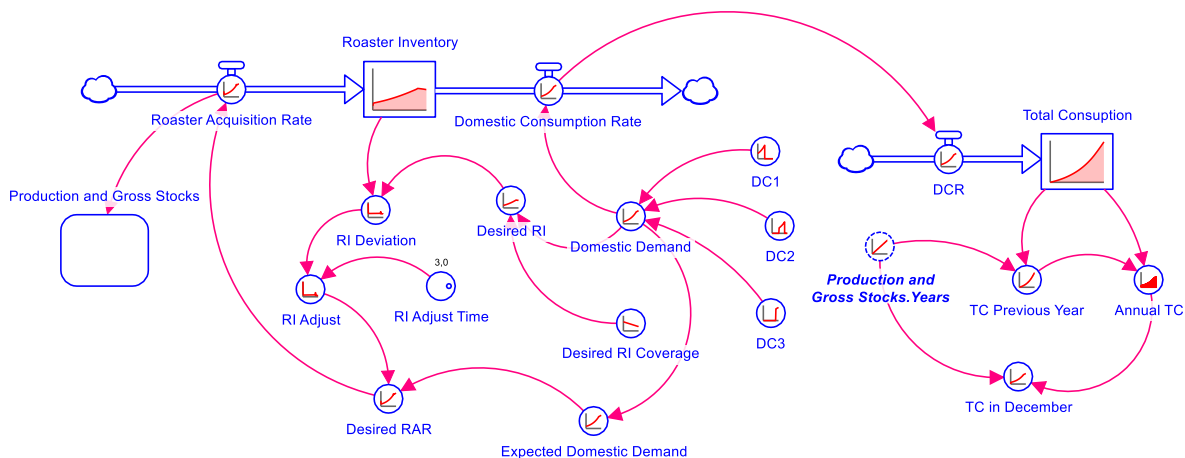 Roaster Inventory
Roaster Acquisition Rate
Domestic Consumption Rate
Total Consuption
DCR
DC1
Production and Gross Stocks
Desired RI
RI Deviation
Domestic Demand
DC2
3,0
RI Adjust
RI Adjust Time
Production and
Gross Stocks.Years
TC Previous Year
Annual TC
Desired RI Coverage
DC3
TC in December
Desired RAR
Expected Domestic Demand